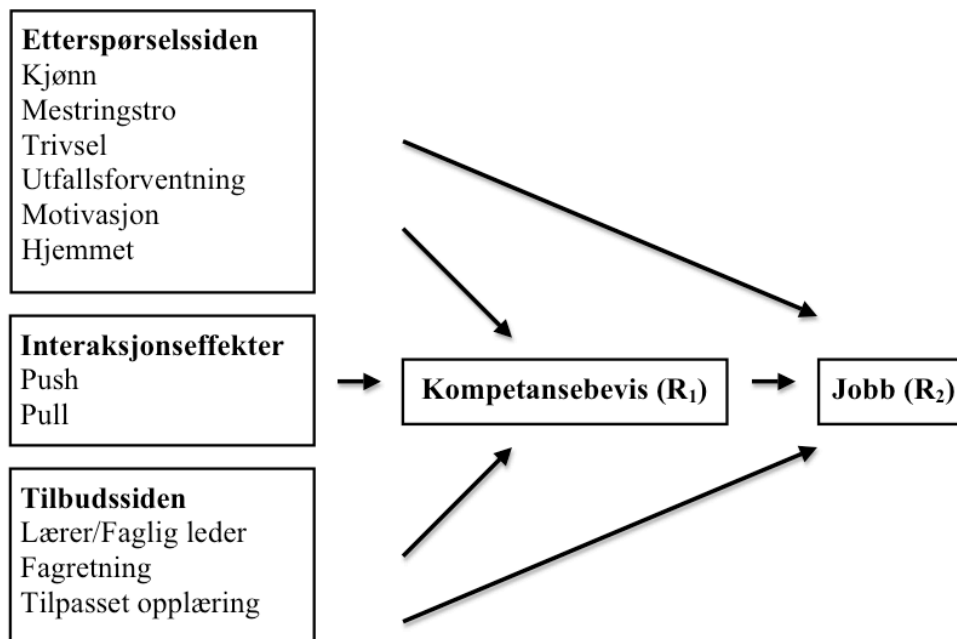 Etterspørselssiden
Kjønn
Mestringstro
Trivsel
Utfallsforventning
Motivasjon
Hjemmet
Interaksjonseffekter
Push
Pull
Kompetansebevis (R₁)
Jobb (R₂)
Tilbudssiden
Lærer/Faglig leder
Fagretning
Tilpasset opplæring